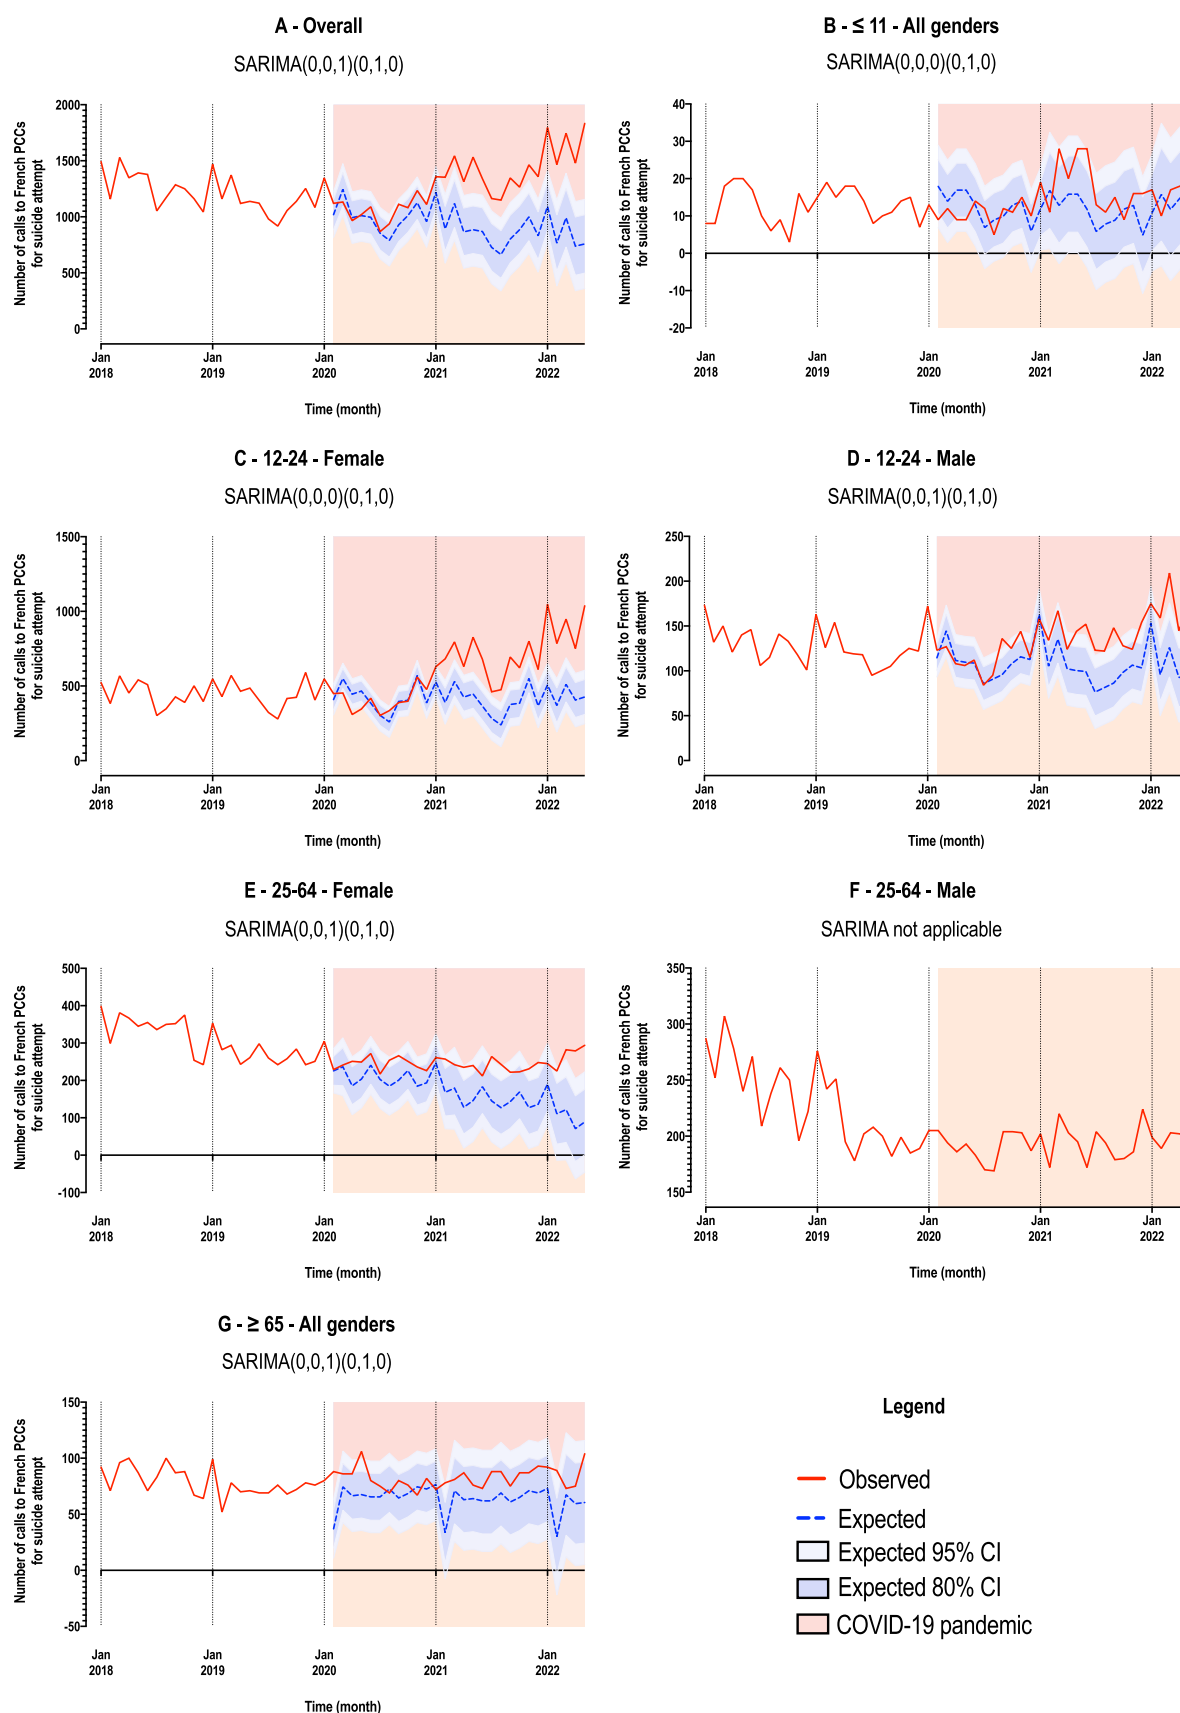 A - Overall
SARIMA(0,0,1)(0,1,0)
Number of calls to French PCCs
for suicide attempt
2000
1500
1000
500
0
Jan
2018
Jan
2019
Jan
2020
Jan
2021
Jan
2022
Time (month)
B - ≤ 11 - All genders
SARIMA(0,0,0)(0,1,0)
Number of calls to French PCCs
for suicide attempt
40
30
20
10
0
-10
-20
Jan
2018
Jan
2019
Jan
2020
Jan
2021
Jan
2022
Time (month)
C - 12-24 - Female
SARIMA(0,0,0)(0,1,0)
Number of calls to French PCCs
for suicide attempt
1500
1000
500
0
Jan
2018
Jan
2019
Jan
2020
Jan
2021
Jan
2022
Time (month)
D - 12-24 - Male
SARIMA(0,0,1)(0,1,0)
Number of calls to French PCCs
for suicide attempt
250
200
150
100
50
0
Jan
2018
Jan
2019
Jan
2020
Jan
2021
Jan
2022
Time (month)
E - 25-64 - Female
SARIMA(0,0,1)(0,1,0)
Number of calls to French PCCs
for suicide attempt
500
400
300
200
100
0
-100
Jan
2018
Jan
2019
Jan
2020
Jan
2021
Jan
2022
Time (month)
F - 25-64 - Male
SARIMA not applicable
Number of calls to French PCCs
for suicide attempt
350
300
250
200
150
Jan
2018
Jan
2019
Jan
2020
Jan
2021
Jan
2022
Time (month)
G - ≥ 65 - All genders
SARIMA(0,0,1)(0,1,0)
Number of calls to French PCCs
for suicide attempt
150
100
50
0
-50
Jan
2018
Jan
2019
Jan
2020
Jan
2021
Jan
2022
Time (month)
Legend
Observed
Expected
Expected 95% CI
Expected 80% CI
COVID-19 pandemic